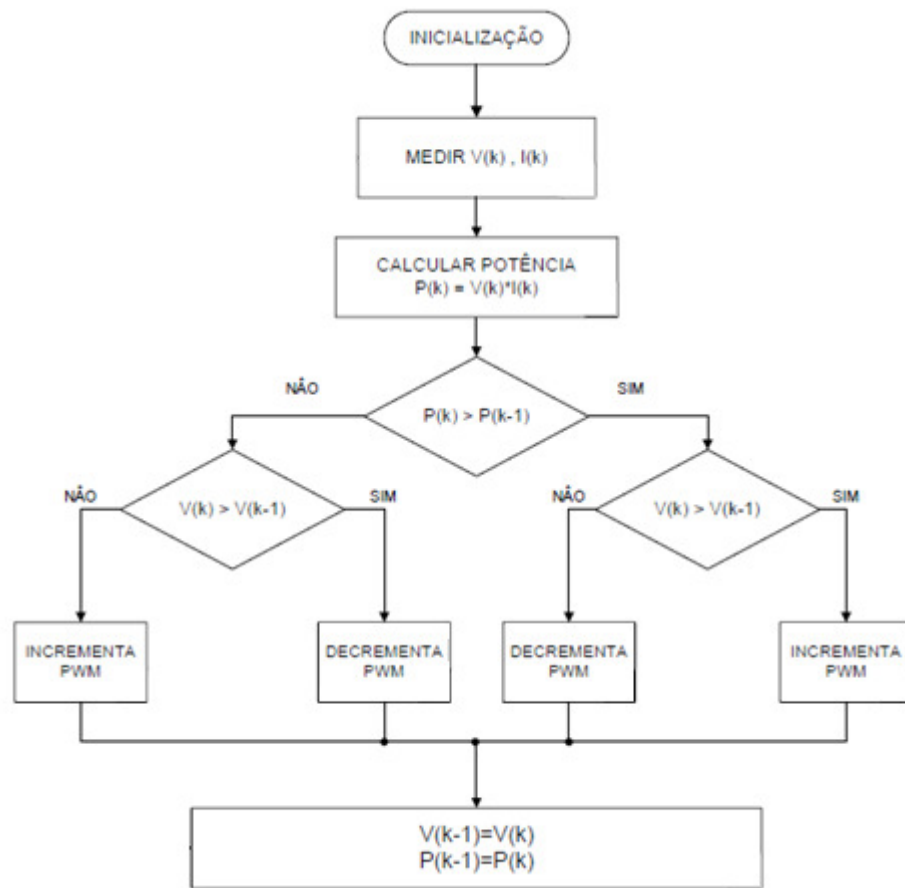 INICIALIZAÇÃO
MEDIR V(k) , I(k)
CALCULAR POTÊNCIA
P(k) = V(k)*I(k)
NÃO
SIM
P(k) > P(k-1)
NÃO
V(k) > V(k-1)
SIM
NÃO
V(k) > V(k-1)
SIM
INCREMENTA
PWM
DECREMENTA
PWM
DECREMENTA
PWM
INCREMENTA
PWM
V(k-1)=V(k)
P(k-1)=P(k)